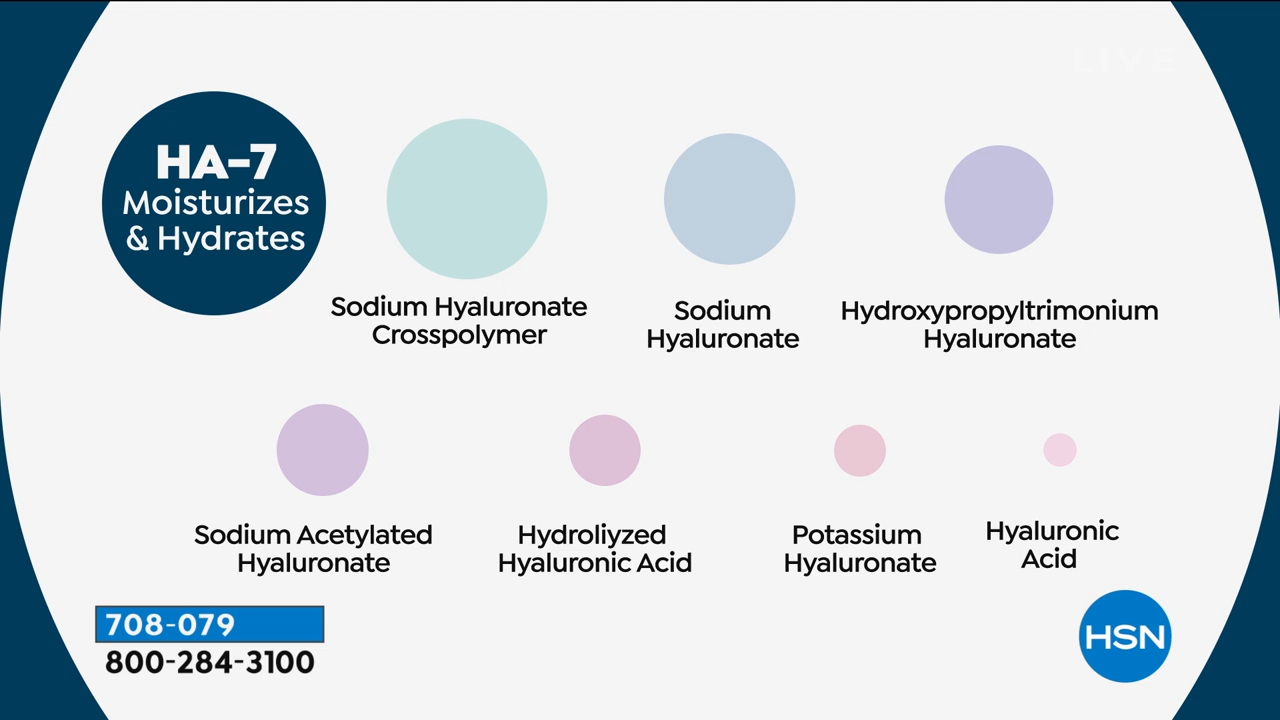 LIVE
HA-7
Moisturizes
& Hydrates
Sodium Hyaluronate
Crosspolymer
Sodium
Hyaluronate
Hydroxypropyltrimonium
Hyaluronate
Sodium Acetylated
Hyaluronate
Hydroliyzed
Hyaluronic Acid
Potassium
Hyaluronate
Hyaluronic
Acid
708-079
800-284-3100
HSN